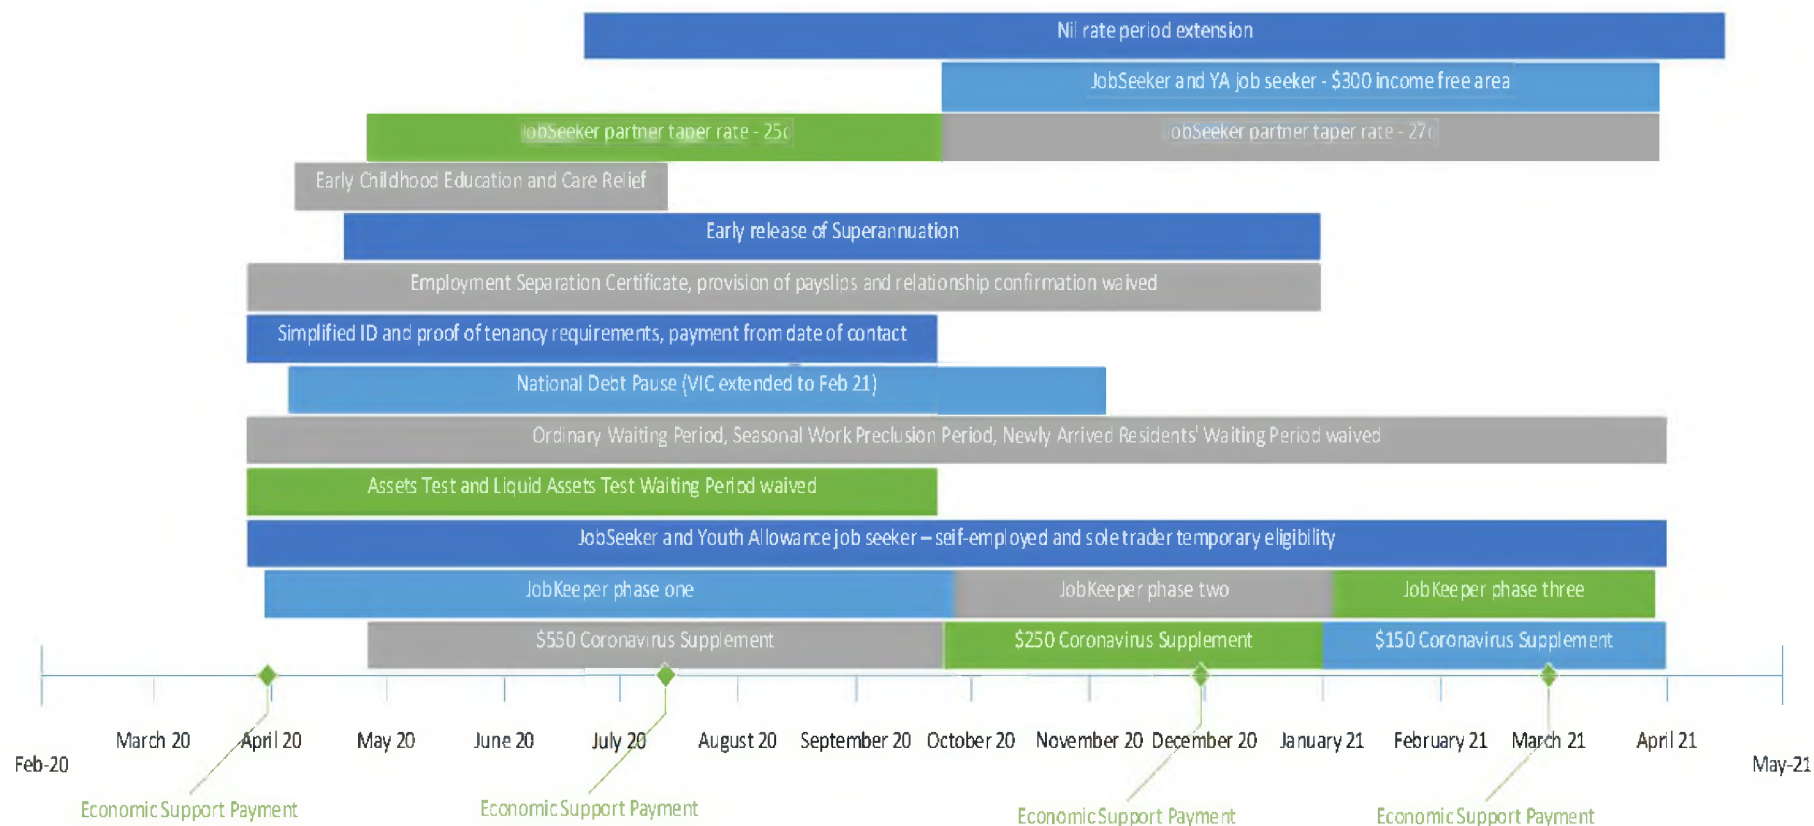 Nil rate period extension
JobSeeker and YA job seeker - $300 income free area
JobSeeker partner taper rate - 25c
JobSeeker partner taper rate - 27c
Early Childhood Education and Care Relief
Early release of Superannuation
Employment Separation Certificate, provision of payslips and relationship confirmation waived
Simplified ID and proof of tenancy requirements, payment from date of contact
National Debt Pause (VIC extended to Feb 21)
Ordinary Waiting Period, Seasonal Work Preclusion Period, Newly Arrived Residents' Waiting Period waived
Assets Test and Liquid Assets Test Waiting Period waived
JobSeeker and Youth Allowance job seeker – self-employed and sole trader temporary eligibility
JobKeeper phase one
JobKeeper phase two
JobKeeper phase three
$550 Coronavirus Supplement
$250 Coronavirus Supplement
$150 Coronavirus Supplement
Feb-20
March 20
April 20
May 20
June 20
July 20
August 20
September 20
October 20
November 20
December 20
January 21
February 21
March 21
April 21
May-21
Economic Support Payment
Economic Support Payment
Economic Support Payment
Economic Support Payment